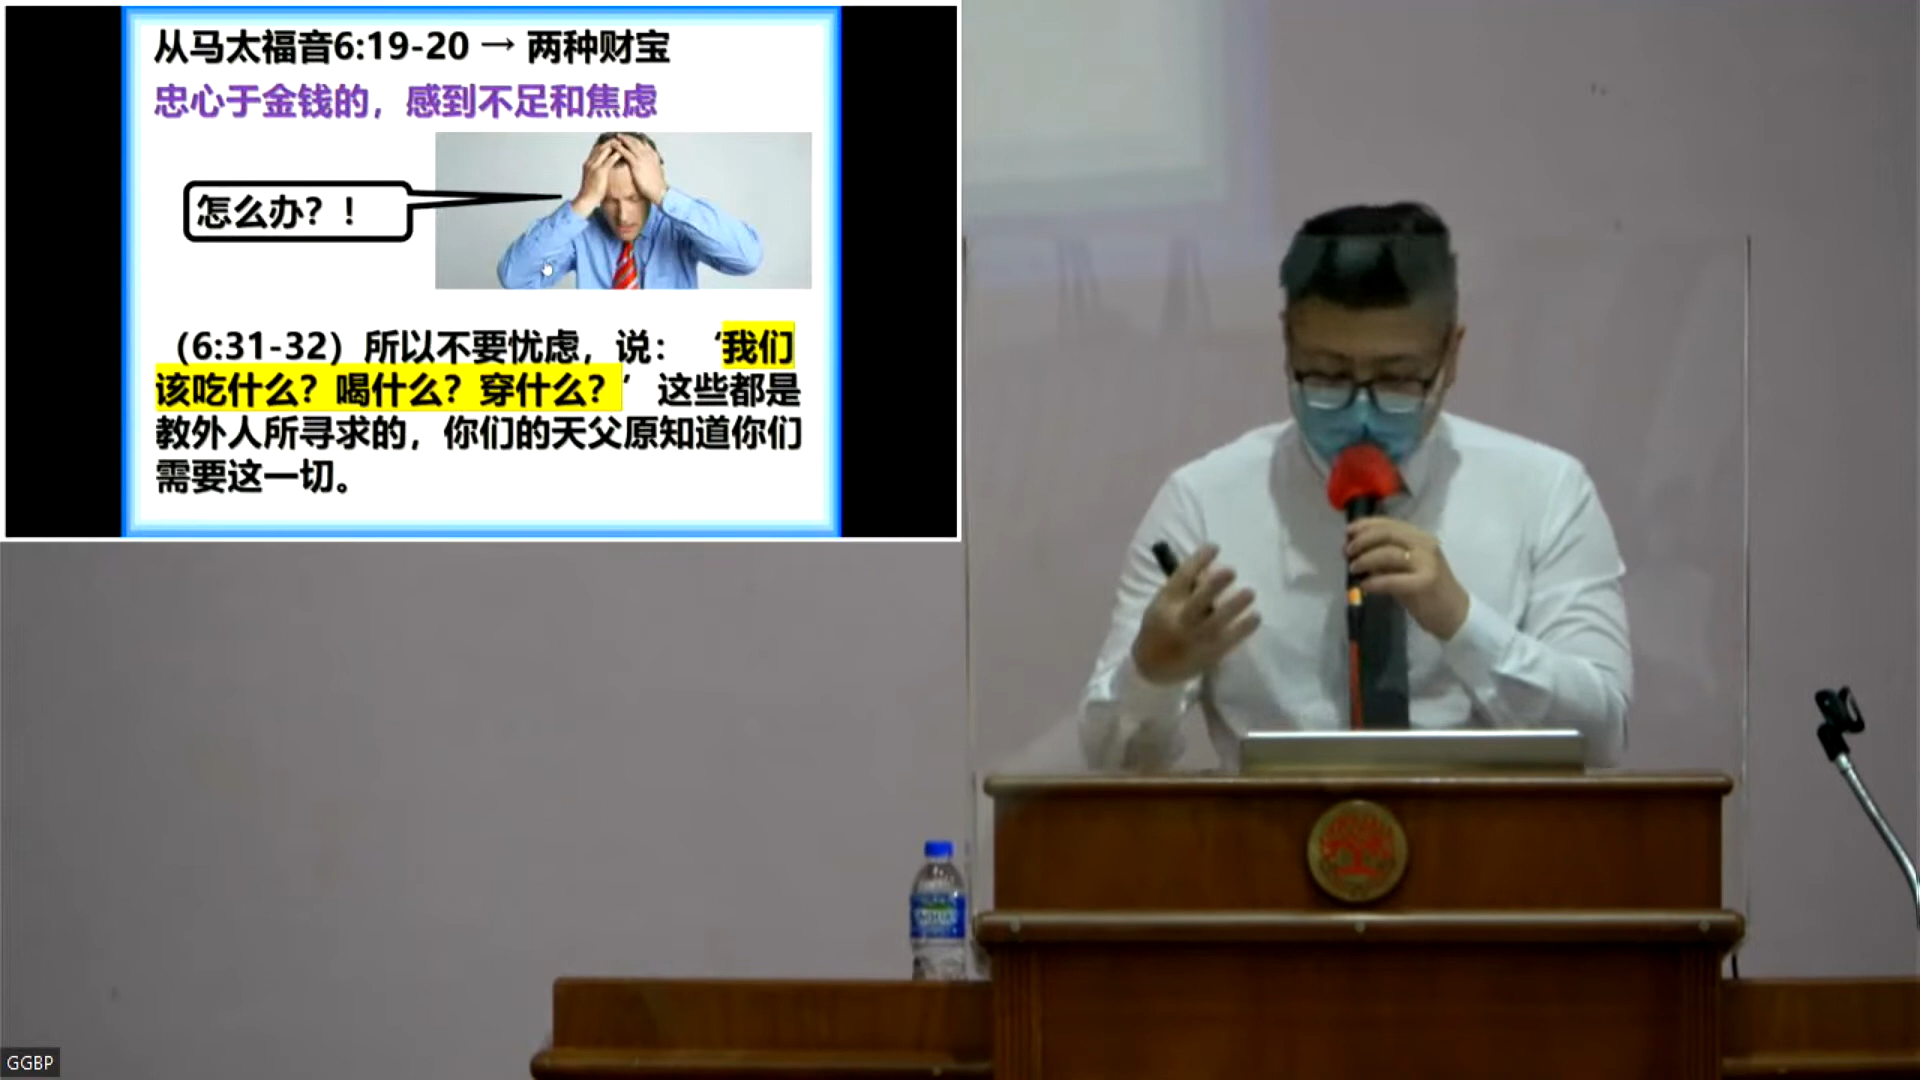 从马太福音6:19-20 → 两种财宝
忠心于金钱的，感到不足和焦虑
怎么办？！
（6:31-32）所以不要忧虑，说：‘我们
该吃什么？喝什么？穿什么？’ 这些都是
教外人所寻求的，你们的天父原知道你们
需要这一切。
AQUA
GGBP